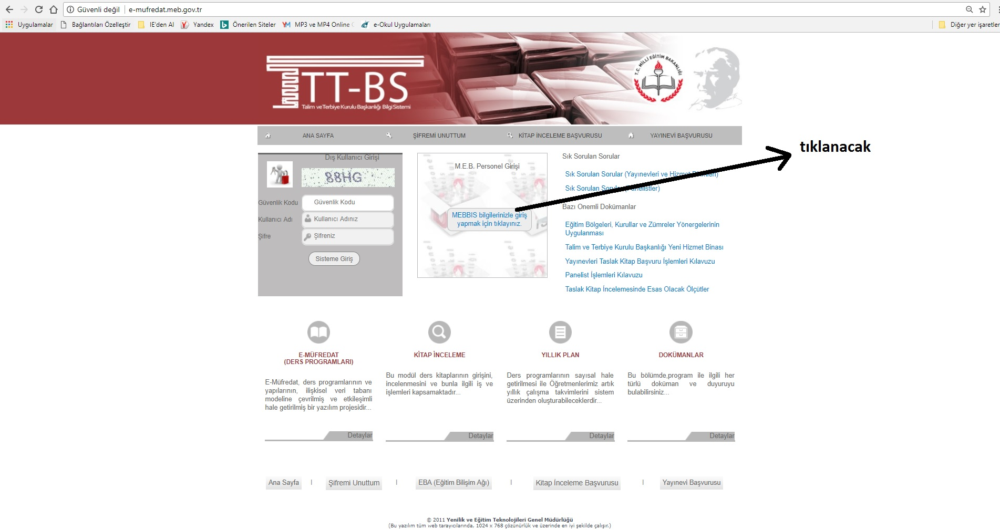 Güvenli değil
e-mufredat.meb.gov.tr
Uygulamalar
Bağlantıları Özelleştir
IE'den Al
Yandex
Önerilen Siteler
MP3 ve MP4 Online
e-Okul Uygulamaları
Diğer yer işaretler
TT-BS
Talim ve Terbiye Kurulu Başkanlığı Bilgi Sistemi
T.C. MİLLİ EĞİTİM BAKANLIĞI
ANA SAYFA
ŞİFREMİ UNUTTUM
KİTAP İNCELEME BAŞVURUSU
YAYINEVİ BAŞVURUSU
tıklanacak
Dış Kullanıcı Girişi
88HG
Güvenlik Kodu
Güvenlik Kodu
Kullanıcı Adı
Kullanıcı Adınız
Şifre
Şifreniz
Sisteme Giriş
M.E.B. Personel Girişi
MEBBIS bilgilerinizle giriş
yapmak için tıklayınız.
Sık Sorulan Sorular
Sık Sorulan Sorular (Yayınevleri ve Hizmet
Sık Sorulan
Bazı Önemli Dokümanlar
Eğitim Bölgeleri, Kurullar ve Zümreler Yönergelerinin
Uygulanması
Talim ve Terbiye Kurulu Başkanlığı Yeni Hizmet Binası
Yayınevleri Taslak Kitap Başvuru İşlemleri Kılavuzu
Panelist İşlemleri Kılavuzu
Taslak Kitap İncelemesinde Esas Olacak Ölçütler
E-MÜFREDAT
(DERS PROGRAMLARI)
E-Müfredat, ders programlarının ve
yapılarının, ilişkisel veri tabanı
modeline çevrilmiş ve etkileşimli
hale getirilmiş bir yazılım projesidir...
Detaylar
KİTAP İNCELEME
Bu modül ders kitaplarının girişini,
incelenmesini ve bunla ilgili iş ve
işlemleri kapsamaktadır...
Detaylar
YILLIK PLAN
Ders programlarının sayısal hale
getirilmesi ile Öğretmenlerimiz artık
yıllık çalışma takvimlerini sistem
üzerinden oluşturabileceklerdir...
Detaylar
DOKÜMANLAR
Bu bölümde,program ile ilgili her
türlü doküman ve duyuruyu
bulabilirsiniz...
Detaylar
Ana Sayfa | Şifremi Unuttum | EBA (Eğitim Bilişim Ağı) | Kitap İnceleme Başvurusu | Yayınevi Başvurusu
© 2011 Yenilik ve Eğitim Teknolojileri Genel Müdürlüğü
(Bu yazılım tüm web tarayıcılarında, 1024 x 768 çözünürlük ve üzerinde en iyi şekilde çalışır.)